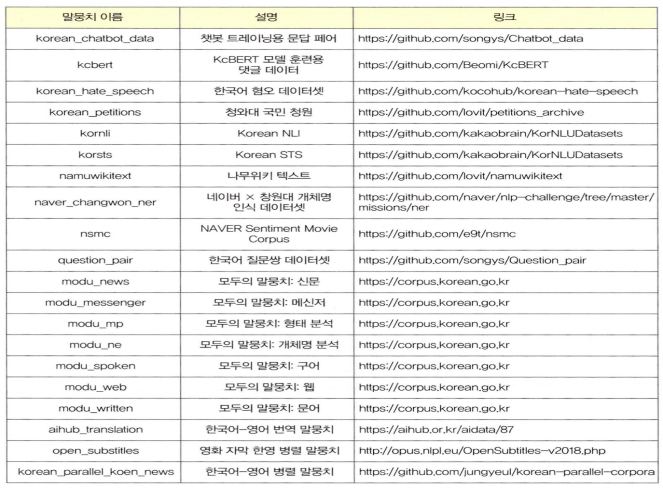 말뭉치 이름 설명 링크
korean_chatbot_data 챗봇 트레이닝용 문답 페어 https://github.com/songys/Chatbot_data
kcbert KcBERT 모델 훈련용 댓글 데이터 https://github.com/Beomi/KcBERT
korean_hate_speech 한국어 혐오 데이터셋 https://github.com/kocohub/korean-hate-speech
korean_petitions 청와대 국민 청원 https://github.com/lovit/petitions_archive
kornli Korean NLI https://github.com/kakaobrain/KorNLUDatasets
korsts Korean STS https://github.com/kakaobrain/KorNLUDatasets
namuwikitext 나무위키 텍스트 https://github.com/lovit/namuwikitext
naver_changwon_ner 네이버 × 창원대 개체명 인식 데이터셋 https://github.com/naver/nlp-challenge/tree/master/missions/ner
nsmc NAVER Sentiment Movie Corpus https://github.com/e9t/nsmc
question_pair 한국어 질문쌍 데이터셋 https://github.com/songys/Question_pair
modu_news 모두의 말뭉치: 신문 https://corpus.korean.go.kr
modu_messenger 모두의 말뭉치: 메신저 https://corpus.korean.go.kr
modu_mp 모두의 말뭉치: 형태 분석 https://corpus.korean.go.kr
modu_ne 모두의 말뭉치: 개체명 분석 https://corpus.korean.go.kr
modu_spoken 모두의 말뭉치: 구어 https://corpus.korean.go.kr
modu_web 모두의 말뭉치: 웹 https://corpus.korean.go.kr
modu_written 모두의 말뭉치: 문어 https://corpus.korean.go.kr
aihub_translation 한국어-영어 번역 말뭉치 https://aihub.or.kr/aidata/87
open_substitles 영화 자막 한영 병렬 말뭉치 http://opus.nlpl.eu/OpenSubtitles-v2018.php
korean_parallel_koen_news 한국어-영어 병렬 말뭉치 https://github.com/jungyeul/korean-parallel-corpora